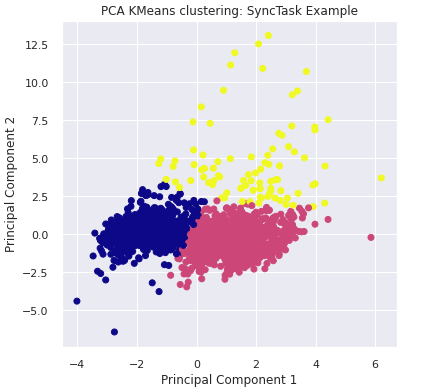 PCA KMeans clustering: SyncTask Example
12.5
10.0
7.5
5.0
2.5
0.0
−2.5
−5.0
Principal Component 2
−4 −2 0 2 4 6
Principal Component 1